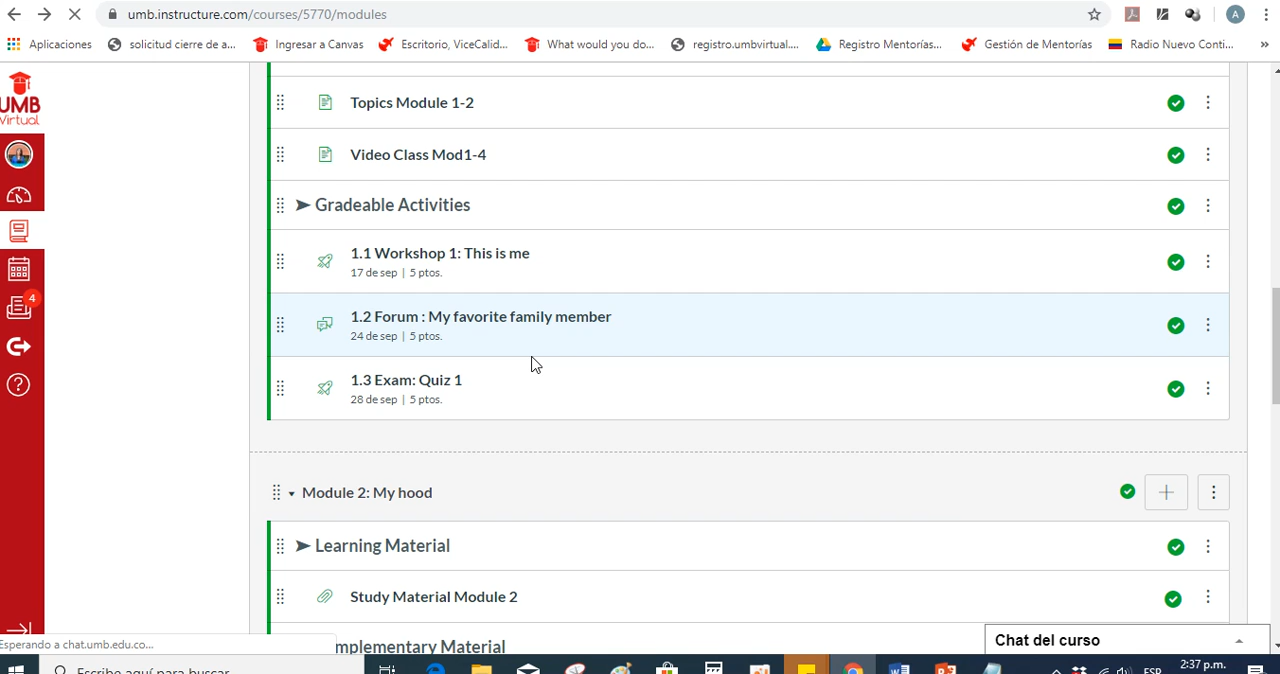 umb.instructure.com/courses/5770/modules
A
Aplicaciones
solicitud cierre de a...
Ingresar a Canvas
Escritorio, ViceCalid...
What would you do...
registro.umbvirtual....
Registro Mentorías...
Gestión de Mentorías
Radio Nuevo Conti...
»
UMB
Virtual
4
Topics Module 1-2
Video Class Mod1-4
Gradeable Activities
1.1 Workshop 1: This is me
17 de sep | 5 ptos.
1.2 Forum : My favorite family member
24 de sep | 5 ptos.
1.3 Exam: Quiz 1
28 de sep | 5 ptos.
Module 2: My hood
Learning Material
Study Material Module 2
mplementary Material
Esperando a chat.umb.edu.co...
Chat del curso
Escribe aquí para buscar
ESP
2:37 p.m.